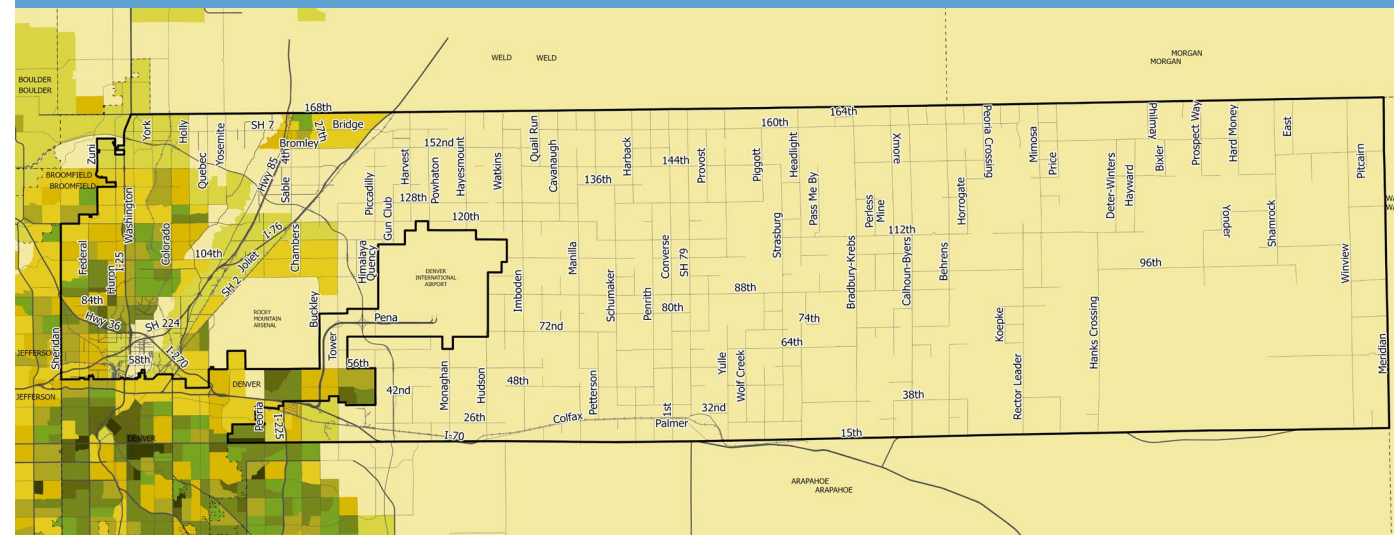 WELD WELD
MORGAN
MORGAN
BOULDER
BOULDER
168th
164th
York
Holly
Quebec
Yosemite
SH 7
27th
Bridge
Bromley
4th
Sable
Hwy 85
Zuni
BROOMFIELD
BROOMFIELD
152nd
Harvest
Powhaton
Hayesmount
Watkins
Quail Run
Cavanaugh
136th
Harback
144th
Provost
160th
Pigott
Headlight
Pass Me By
Xmore
Peoria Crossing
Mimosa
Price
Deter-Winters
Hayward
Philmay
Bixler
Prospect Way
Hard Money
East
Pitcairn
Piccadilly
128th
Gun Club
120th
Washington
Federal
Huron
I-25
Colorado
104th
I-76
Joliet
SH 2
Chambers
Himalaya
Quency
DENVER
INTERNATIONAL
AIRPORT
Imboden
Manilla
Schumaker
Converse
SH 79
Penrith
80th
88th
Strasburg
Perless
Mine
112th
Bradbury-Krebs
Calhoun-Byers
Behrens
Horrogate
Yonder
Shamrock
96th
Winview
84th
Hwy 36
SH 224
ROCKY
MOUNTAIN
ARSENAL
Buckley
Pena
Tower
72nd
74th
64th
Koepke
Hanks Crossing
Meridian
JEFFERSON
Sheridan
58th
I-270
56th
DENVER
JEFFERSON
Peoria
I-225
42nd
Monaghan
Hudson
48th
26th
Petterson
Colfax
1st
Palmer
32nd
Yulle
Wolf Creek
38th
Rector Leader
I-70
15th
DENVER
ARAPAHOE
ARAPAHOE